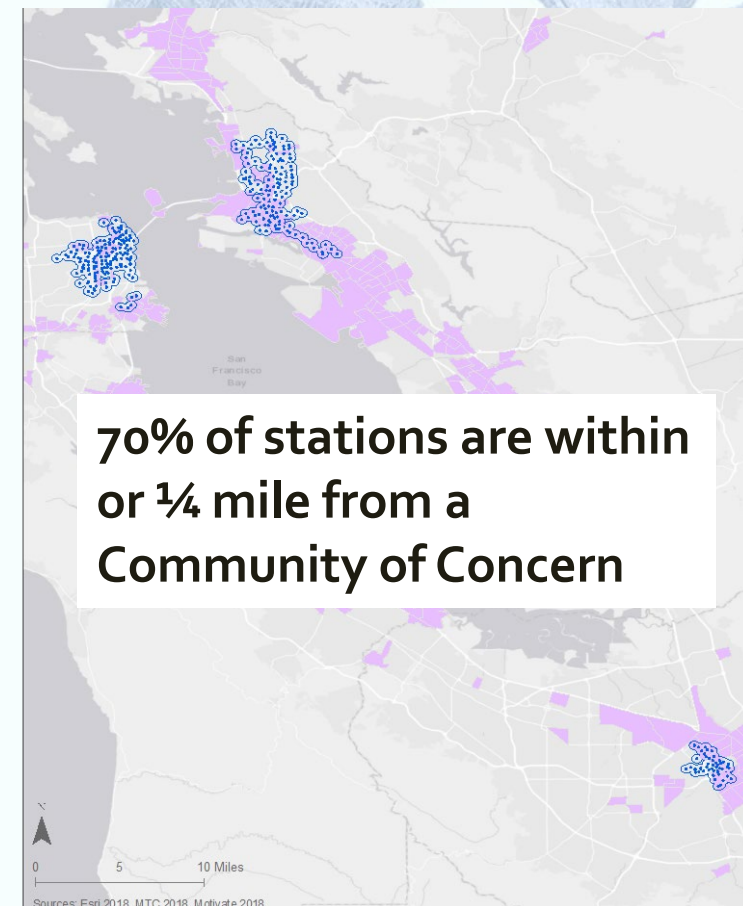 San
Francisco
Bay
70% of stations are within
or ¼ mile from a
Community of Concern
N
0 5 10 Miles
Sources: Esri 2018, MTC 2018, Motivate 2018